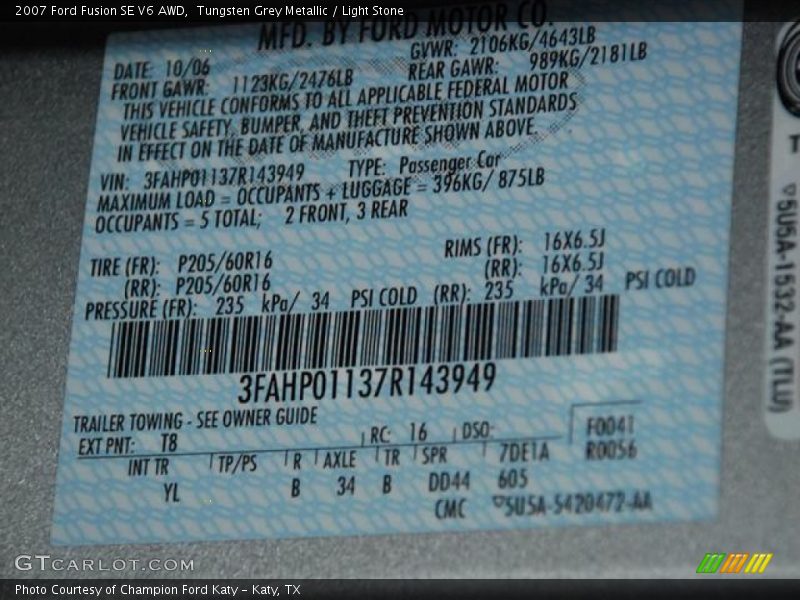 2007 Ford Fusion SE V6 AWD, Tungsten Grey Metallic / Light Stone
MFD. BY FORD MOTOR CO.
DATE: 10/06 GVWR: 2106KG/4643LB
FRONT GAWR: 1123KG/2476LB REAR GAWR: 989KG/2181LB
THIS VEHICLE CONFORMS TO ALL APPLICABLE FEDERAL MOTOR
VEHICLE SAFETY, BUMPER, AND THEFT PREVENTION STANDARDS
IN EFFECT ON THE DATE OF MANUFACTURE SHOWN ABOVE.
VIN: 3FAHP01137R143949 TYPE: Passenger Car
MAXIMUM LOAD = OCCUPANTS + LUGGAGE = 396KG/ 875LB
OCCUPANTS = 5 TOTAL; 2 FRONT, 3 REAR
TIRE (FR): P205/60R16 RIMS (FR): 16X6.5J
(RR): P205/60R16 (RR): 16X6.5J
PRESSURE (FR): 235 kPa/ 34 PSI COLD (RR): 235 kPa/ 34 PSI COLD
3FAHP01137R143949
TRAILER TOWING - SEE OWNER GUIDE
EXT PNT: T8 RC: 16 DSO: F0041
INT TR TP/PS R AXLE TR SPR 7DE1A R0056
YL B 34 B DD44 605
CMC 5U5A-5420472-AA
5U5A-1532-AA (TLU)
GTCARLOT.COM
Photo Courtesy of Champion Ford Katy – Katy, TX